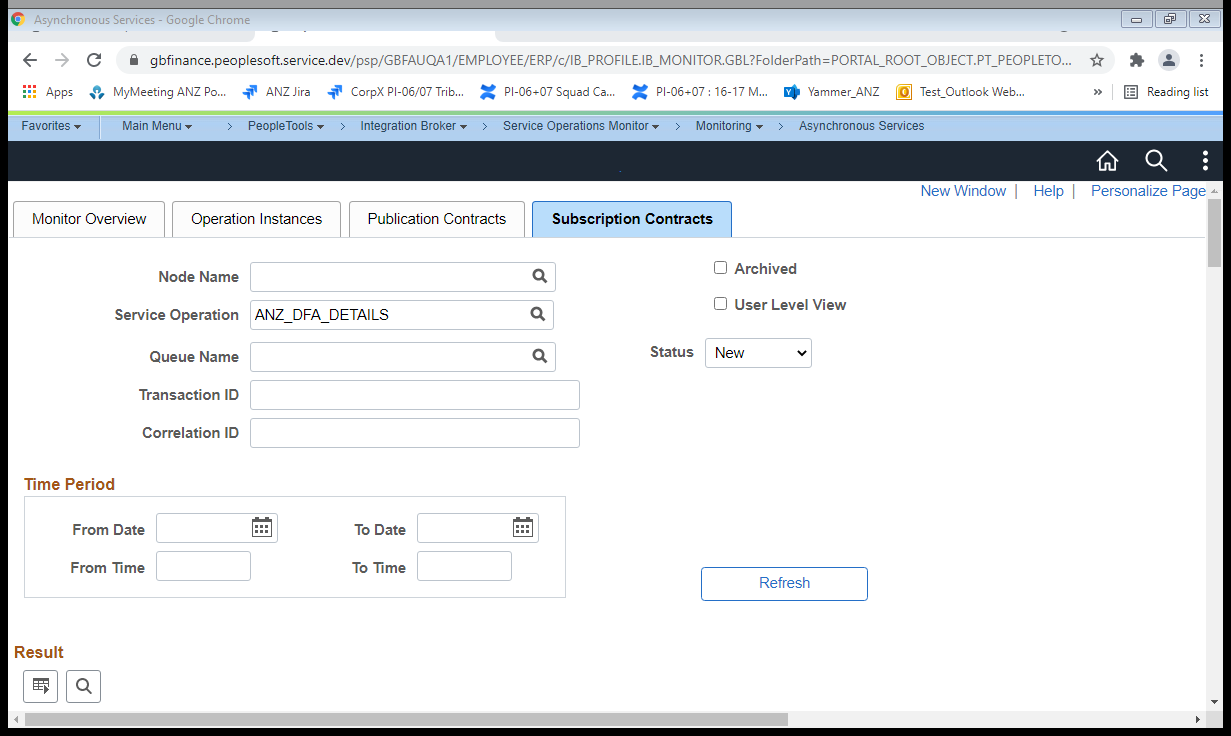 Asynchronous Services - Google Chrome
gbfinance.peoplesoft.service.dev/psp/GBFAUQA1/EMPLOYEE/ERP/c/IB_PROFILE.IB_MONITOR.GBL?FolderPath=PORTAL_ROOT_OBJECT.PT_PEOPLETO...
Apps MyMeeting ANZ Po... ANZ Jira CorpX PI-06/07 Trib... PI-06+07 Squad Ca... PI-06+07 : 16-17 M... Yammer_ANZ Test_Outlook Web... » Reading list
Favorites Main Menu > PeopleTools > Integration Broker > Service Operations Monitor > Monitoring > Asynchronous Services
New Window | Help | Personalize Page
Monitor Overview Operation Instances Publication Contracts Subscription Contracts
Node Name Archived
Service Operation ANZ_DFA_DETAILS User Level View
Queue Name Status New
Transaction ID
Correlation ID
Time Period
From Date To Date
From Time To Time
Refresh
Result